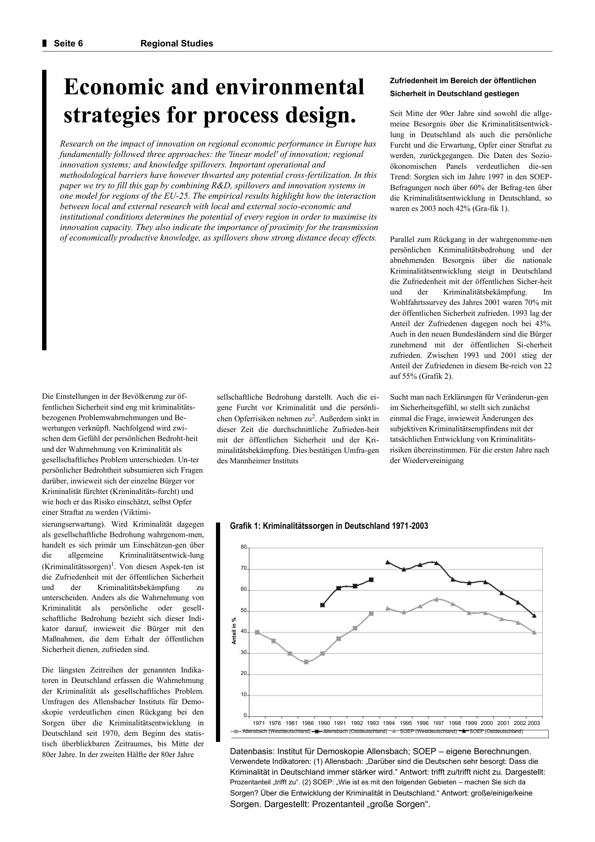 Seite 6 Regional Studies
Economic and environmental
strategies for process design.
Research on the impact of innovation on regional economic performance in Europe has
fundamentally followed three approaches: the 'linear model' of innovation; regional
innovation systems; and knowledge spillovers. Important operational and
methodological barriers have however thwarted any potential cross-fertilization. In this
paper we try to fill this gap by combining R&D, spillovers and innovation systems in
one model for regions of the EU-25. The empirical results highlight how the interaction
between local and external research with local and external socio-economic and
institutional conditions determines the potential of every region in order to maximise its
innovation capacity. They also indicate the importance of proximity for the transmission
of economically productive knowledge, as spillovers show strong distance decay effects.
Zufriedenheit im Bereich der öffentlichen
Sicherheit in Deutschland gestiegen
Seit Mitte der 90er Jahre sind sowohl die allge-
meine Besorgnis über die Kriminalitätsentwick-
lung in Deutschland als auch die persönliche
Furcht und die Erwartung, Opfer einer Straftat zu
werden, zurückgegangen. Die Daten des Sozio-
ökonomischen Panels verdeutlichen die-sen
Trend: Sorgten sich im Jahre 1997 in den SOEP-
Befragungen noch über 60% der Befrag-ten über
die Kriminalitätsentwicklung in Deutschland, so
waren es 2003 noch 42% (Gra-fik 1).
Parallel zum Rückgang in der wahrgenomme-nen
persönlichen Kriminalitätsbedrohung und der
abnehmenden Besorgnis über die nationale
Kriminalitätsentwicklung steigt in Deutschland
die Zufriedenheit mit der öffentlichen Sicher-heit
und der Kriminalitätsbekämpfung. Im
Wohlfahrtssurvey des Jahres 2001 waren 70% mit
der öffentlichen Sicherheit zufrieden. 1993 lag der
Anteil der Zufriedenen dagegen noch bei 43%.
Auch in den neuen Bundesländern sind die Bürger
zunehmend mit der öffentlichen Si-cherheit
zufrieden. Zwischen 1993 und 2001 stieg der
Anteil der Zufriedenen in diesem Be-reich von 22
auf 55% (Grafik 2).
Die Einstellungen in der Bevölkerung zur öf-
fentlichen Sicherheit sind eng mit kriminalitäts-
bezogenen Problemwahrnehmungen und Be-
wertungen verknüpft. Nachfolgend wird zwi-
schen dem Gefühl der persönlichen Bedroht-heit
und der Wahrnehmung von Kriminalität als
gesellschaftliches Problem unterschieden. Un-ter
persönlicher Bedrohtheit subsumieren sich Fragen
darüber, inwieweit sich der einzelne Bürger vor
Kriminalität fürchtet (Kriminalitäts-furcht) und
wie hoch er das Risiko einschätzt, selbst Opfer
einer Straftat zu werden (Viktimi-
sierungserwartung). Wird Kriminalität dagegen
als gesellschaftliche Bedrohung wahrgenom-men,
handelt es sich primär um Einschätzun-gen über
die allgemeine Kriminalitätsentwick-lung
(Kriminalitätssorgen)1. Von diesen Aspek-ten ist
die Zufriedenheit mit der öffentlichen Sicherheit
und der Kriminalitätsbekämpfung zu
unterscheiden. Anders als die Wahrnehmung von
Kriminalität als persönliche oder gesell-
schaftliche Bedrohung bezieht sich dieser Indi-
kator darauf, inwieweit die Bürger mit den
Maßnahmen, die dem Erhalt der öffentlichen
Sicherheit dienen, zufrieden sind.
Die längsten Zeitreihen der genannten Indika-
toren in Deutschland erfassen die Wahrnehmung
der Kriminalität als gesellschaftliches Problem.
Umfragen des Allensbacher Instituts für Demo-
skopie verdeutlichen einen Rückgang bei den
Sorgen über die Kriminalitätsentwicklung in
Deutschland seit 1970, dem Beginn des statis-
tisch überblickbaren Zeitraumes, bis Mitte der
80er Jahre. In der zweiten Hälfte der 80er Jahre
sellschaftliche Bedrohung darstellt. Auch die ei-
gene Furcht vor Kriminalität und die persönli-
chen Opferrisiken nehmen zu2. Außerdem sinkt in
dieser Zeit die durchschnittliche Zufrieden-heit
mit der öffentlichen Sicherheit und der Kri-
minalitätsbekämpfung. Dies bestätigen Umfra-gen
des Mannheimer Instituts
Sucht man nach Erklärungen für Veränderun-gen
im Sicherheitsgefühl, so stellt sich zunächst
einmal die Frage, inwieweit Änderungen des
subjektiven Kriminalitätsempfindens mit der
tatsächlichen Entwicklung von Kriminalitäts-
risiken übereinstimmen. Für die ersten Jahre nach
der Wiedervereinigung
Grafik 1: Kriminalitätssorgen in Deutschland 1971-2003
Anteil in %
80
70
60
50
40
30
20
10
0
1971 1976 1981 1986 1990 1991 1992 1993 1994 1995 1996 1997 1998 1999 2000 2001 2002 2003
Allensbach (Westdeutschland) Allensbach (Ostdeutschland) SOEP (Westdeutschland) SOEP (Ostdeutschland)
Datenbasis: Institut für Demoskopie Allensbach; SOEP – eigene Berechnungen.
Verwendete Indikatoren: (1) Allensbach: „Darüber sind die Deutschen sehr besorgt: Dass die
Kriminalität in Deutschland immer stärker wird.“ Antwort: trifft zu/trifft nicht zu. Dargestellt:
Prozentanteil „trifft zu“. (2) SOEP: „Wie ist es mit den folgenden Gebieten – machen Sie sich da
Sorgen? Über die Entwicklung der Kriminalität in Deutschland.“ Antwort: große/einige/keine
Sorgen. Dargestellt: Prozentanteil „große Sorgen“.